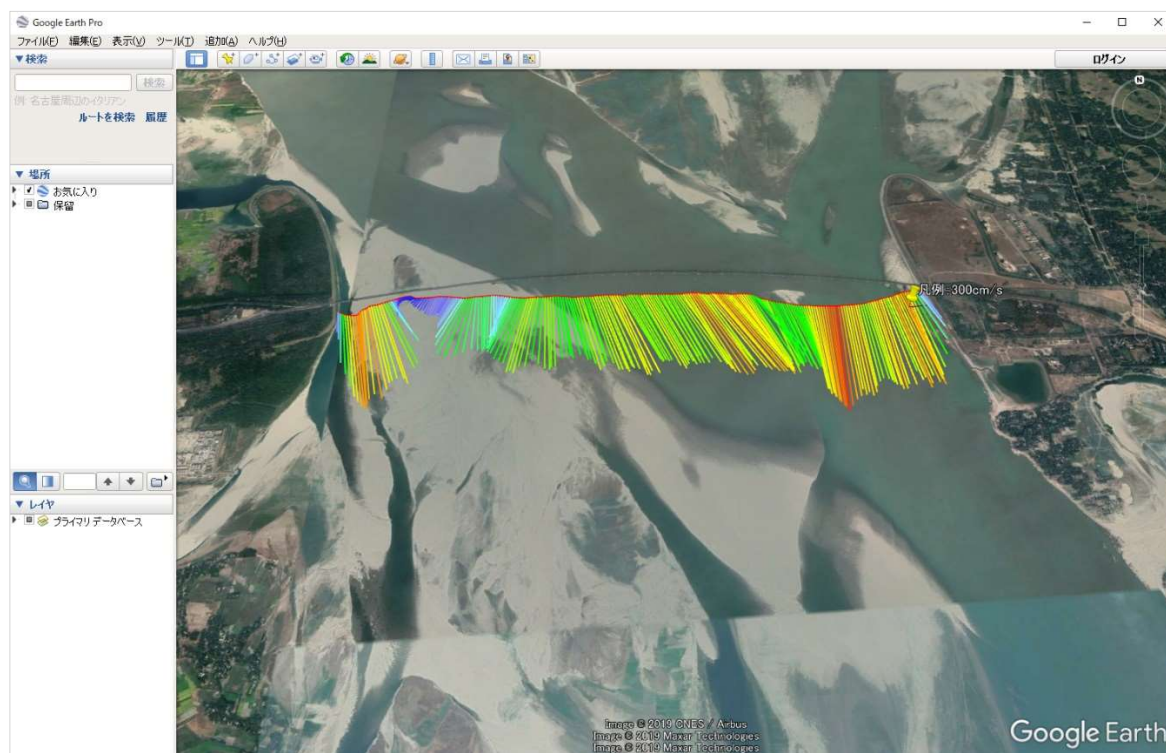 Google Earth Pro
ファイル(F) 編集(E) 表示(V) ツール(T) 追加(A) ヘルプ(H)
▼検索
ログイン
検索
例: 名古屋周辺のイタリアン
ルートを検索 履歴
▼ 場所
お気に入り
保留
凡例-300cm/s
N
▼ レイヤ
プライマリ データベース
Image © 2019 CNES / Airbus
Image © 2019 Maxar Technologies
Image © 2019 Maxar Technologies
Google Earth